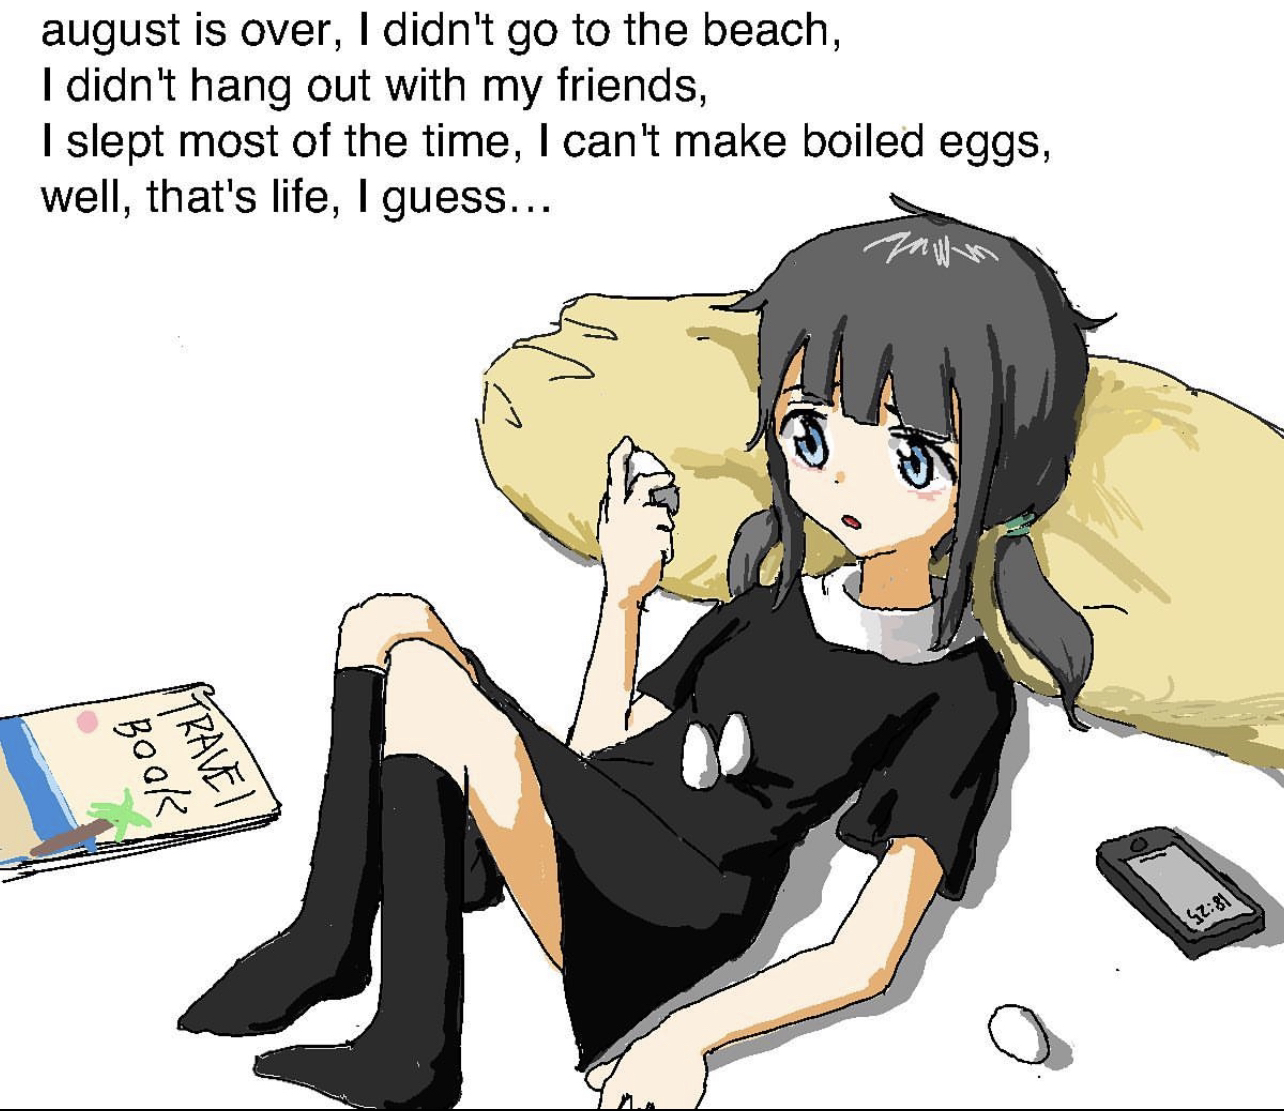 august is over, I didn't go to the beach,
I didn't hang out with my friends,
I slept most of the time, I can't make boiled eggs,
well, that's life, I guess...
TRAVEl
Book
18:25